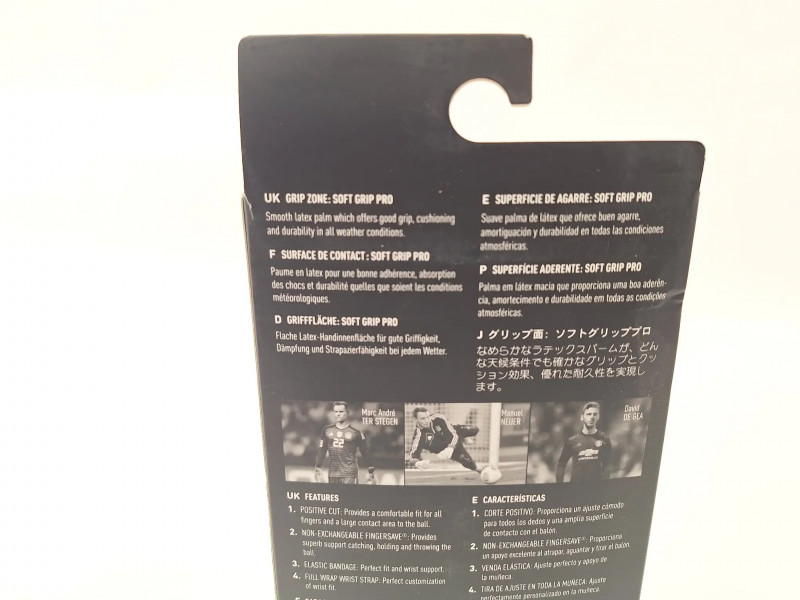 UK GRIP ZONE: SOFT GRIP PRO
Smooth latex palm which offers good grip, cushioning
and durability in all weather conditions.
F SURFACE DE CONTACT: SOFT GRIP PRO
Paume en latex pour une bonne adhérence, absorption
des chocs et durabilité quelles que soient les conditions
météorologiques.
D GRIFFFLÄCHE: SOFT GRIP PRO
Flache Latex-Handinnenfläche für gute Griffigkeit,
Dämpfung und Strapazierfähigkeit bei jedem Wetter.
E SUPERFICIE DE AGARRE: SOFT GRIP PRO
Suave palma de látex que ofrece buen agarre,
amortiguación y durabilidad en todas las condiciones
atmosféricas.
P SUPERFÍCIE ADERENTE: SOFT GRIP PRO
Palma em látex macia que proporciona uma boa aderên-
cia, amortecimento e durabilidade em todas as condições
atmosféricas.
J グリップ面: ソフトグリッププロ
なめらかなラテックスパームが、どん
な天候条件でも確かなグリップとクッ
ション効果、優れた耐久性を実現し
ます。
Marc André
TER STEGEN
22
Manuel
NEUER
David
DE GEA
CHEVROLET
UK FEATURES
1. POSITIVE CUT: Provides a comfortable fit for all
fingers and a large contact area to the ball.
2. NON-EXCHANGEABLE FINGERSAVE®: Provides
superb support catching, holding and throwing the
ball.
3. ELASTIC BANDAGE: Perfect fit and wrist support.
4. FULL WRAP WRIST STRAP: Perfect customization
of wrist fit.
E CARACTERÍSTICAS
1. CORTE POSITIVO: Proporciona un ajuste cómodo
para todos los dedos y una amplia superficie
de contacto con el balón.
2. NON-EXCHANGEABLE FINGERSAVE®: Proporciona
un apoyo excelente al atrapar, aguantar y tirar el balón.
3. VENDA ELÁSTICA: Ajuste perfecto y apoyo de
la muñeca.
4. TIRA DE AJUSTE EN TODA LA MUÑECA: Ajuste
perfectamente personalizado en la muñeca.